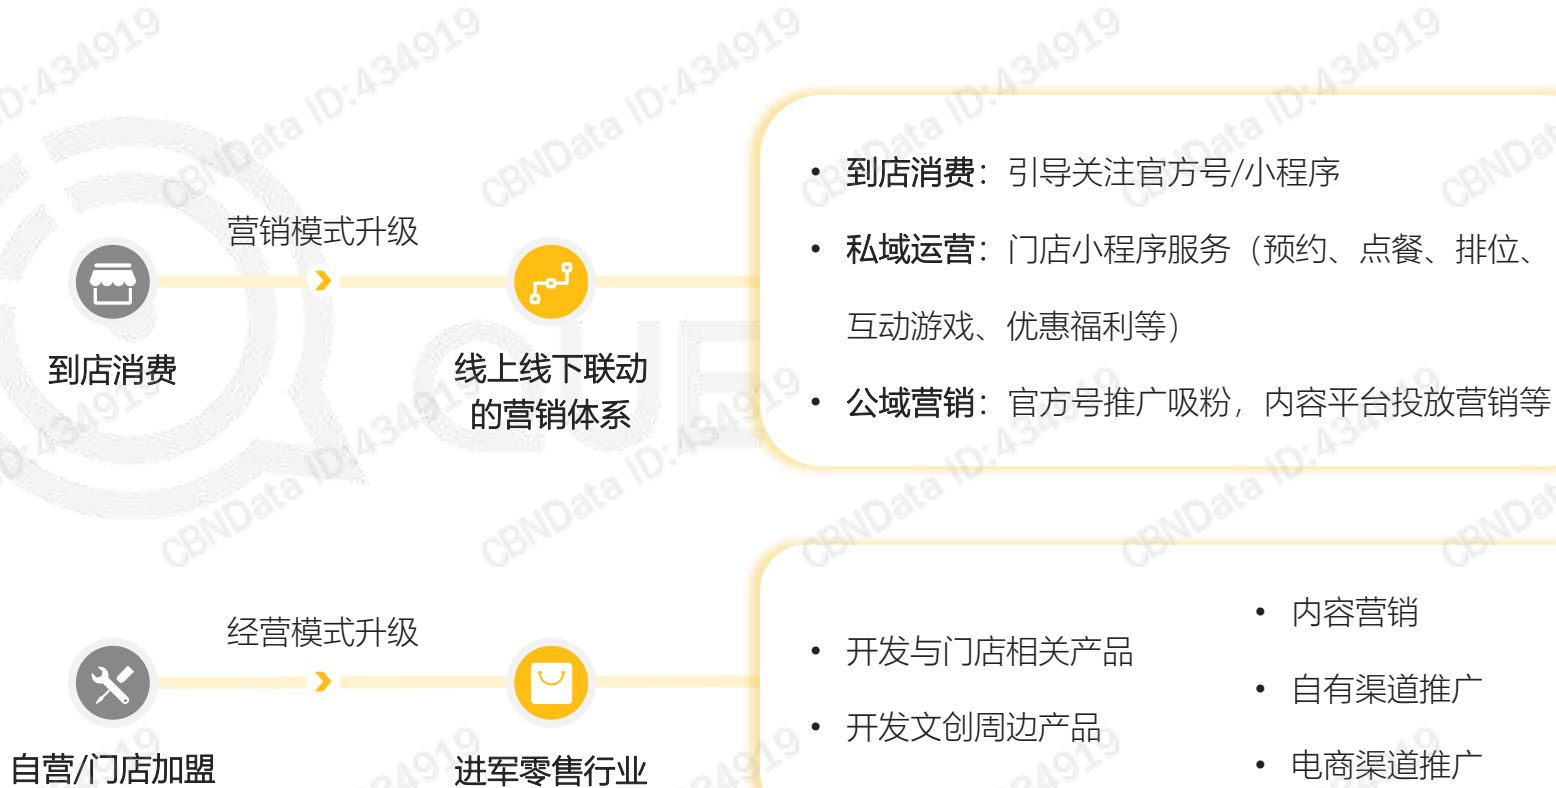 营销模式升级
到店消费
线上线下联动
的营销体系
• 到店消费：引导关注官方号/小程序
• 私域运营：门店小程序服务（预约、点餐、排位、
互动游戏、优惠福利等）
• 公域营销：官方号推广吸粉，内容平台投放营销等
经营模式升级
自营/门店加盟
进军零售行业
• 开发与门店相关产品
• 开发文创周边产品
• 内容营销
• 自有渠道推广
• 电商渠道推广
CBNData ID:434919